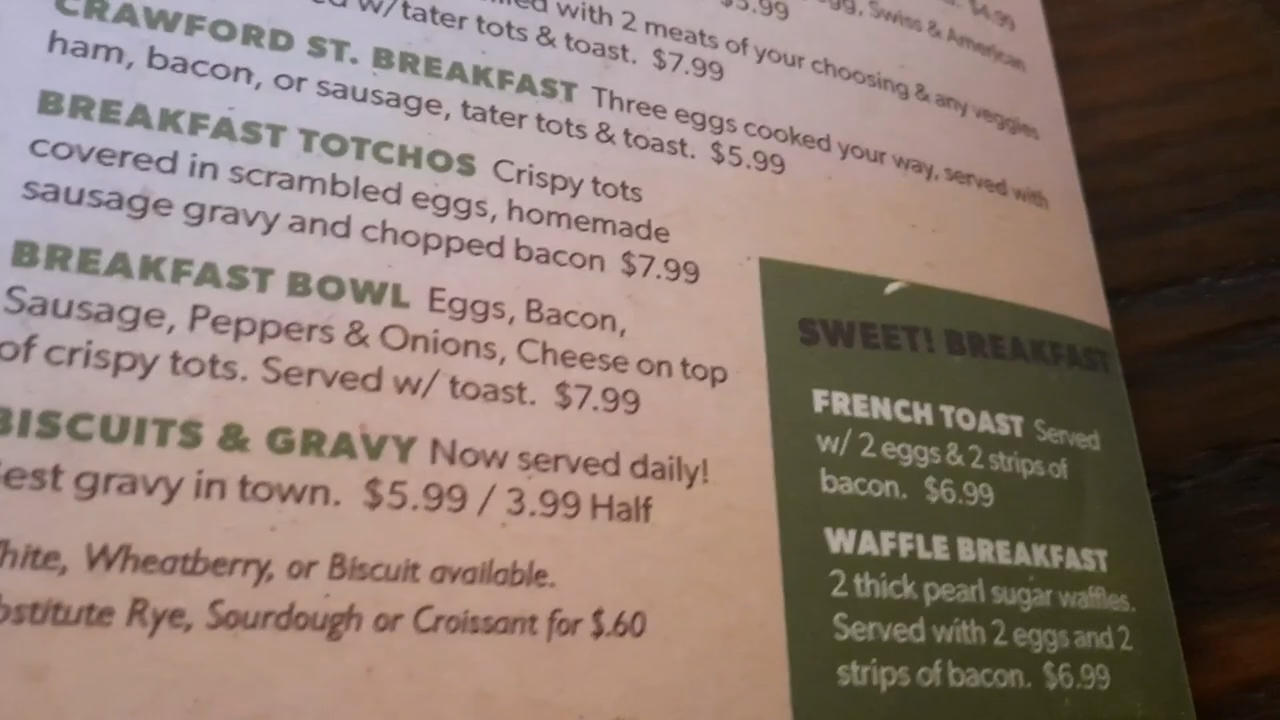 $4.99
Swiss & American
$5.99
with 2 meats of your choosing & any veggies
w/ tater tots & toast. $7.99
CRAWFORD ST. BREAKFAST Three eggs cooked your way, served with
ham, bacon, or sausage, tater tots & toast. $5.99
BREAKFAST TOTCHOS Crispy tots
covered in scrambled eggs, homemade
sausage gravy and chopped bacon $7.99
BREAKFAST BOWL Eggs, Bacon,
Sausage, Peppers & Onions, Cheese on top
of crispy tots. Served w/ toast. $7.99
BISCUITS & GRAVY Now served daily!
est gravy in town. $5.99 / 3.99 Half
hite, Wheatberry, or Biscuit available.
bstitute Rye, Sourdough or Croissant for $.60
SWEET! BREAKFAST
FRENCH TOAST Served
w/ 2 eggs & 2 strips of
bacon. $6.99
WAFFLE BREAKFAST
2 thick pearl sugar waffles.
Served with 2 eggs and 2
strips of bacon. $6.99